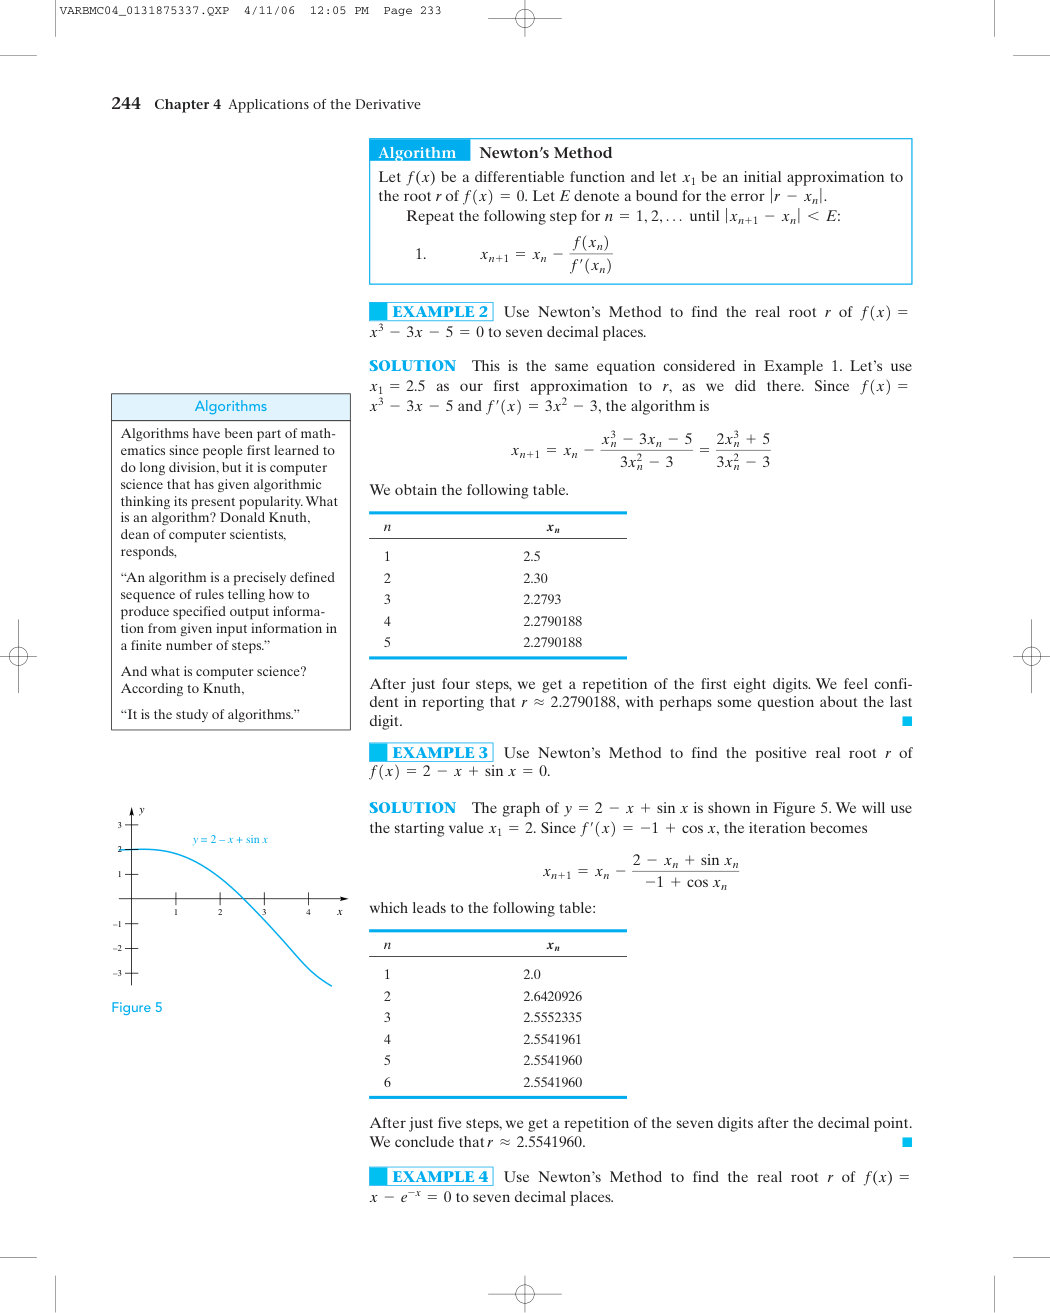 VARBMC04_0131875337.QXP 4/11/06 12:05 PM Page 233
244 Chapter 4 Applications of the Derivative
Algorithm Newton's Method
Let f(x) be a differentiable function and let x₁ be an initial approximation to
the root r of f(x) = 0. Let E denote a bound for the error |r − xₙ|.
Repeat the following step for n = 1, 2, . . . until |xₙ₊₁ − xₙ| < E:
1. xₙ₊₁ = xₙ − f(xₙ)/f′(xₙ)
EXAMPLE 2 Use Newton's Method to find the real root r of f(x) =
x³ − 3x − 5 = 0 to seven decimal places.
SOLUTION This is the same equation considered in Example 1. Let's use
x₁ = 2.5 as our first approximation to r, as we did there. Since f(x) =
x³ − 3x − 5 and f′(x) = 3x² − 3, the algorithm is
xₙ₊₁ = xₙ − (xₙ³ − 3xₙ − 5)/(3xₙ² − 3) = (2xₙ³ + 5)/(3xₙ² − 3)
We obtain the following table.
n xₙ
1 2.5
2 2.30
3 2.2793
4 2.2790188
5 2.2790188
After just four steps, we get a repetition of the first eight digits. We feel confi-
dent in reporting that r ≈ 2.2790188, with perhaps some question about the last
digit.
Algorithms
Algorithms have been part of math-
ematics since people first learned to
do long division, but it is computer
science that has given algorithmic
thinking its present popularity. What
is an algorithm? Donald Knuth,
dean of computer scientists,
responds,
“An algorithm is a precisely defined
sequence of rules telling how to
produce specified output informa-
tion from given input information in
a finite number of steps.”
And what is computer science?
According to Knuth,
“It is the study of algorithms.”
EXAMPLE 3 Use Newton's Method to find the positive real root r of
f(x) = 2 − x + sin x = 0.
SOLUTION The graph of y = 2 − x + sin x is shown in Figure 5. We will use
the starting value x₁ = 2. Since f′(x) = −1 + cos x, the iteration becomes
xₙ₊₁ = xₙ − (2 − xₙ + sin xₙ)/(−1 + cos xₙ)
which leads to the following table:
n xₙ
1 2.0
2 2.6420926
3 2.5552335
4 2.5541961
5 2.5541960
6 2.5541960
After just five steps, we get a repetition of the seven digits after the decimal point.
We conclude that r ≈ 2.5541960.
y
3
y = 2 – x + sin x
2
1
1 2 3 4 x
–1
–2
–3
Figure 5
EXAMPLE 4 Use Newton's Method to find the real root r of f(x) =
x − e⁻ˣ = 0 to seven decimal places.